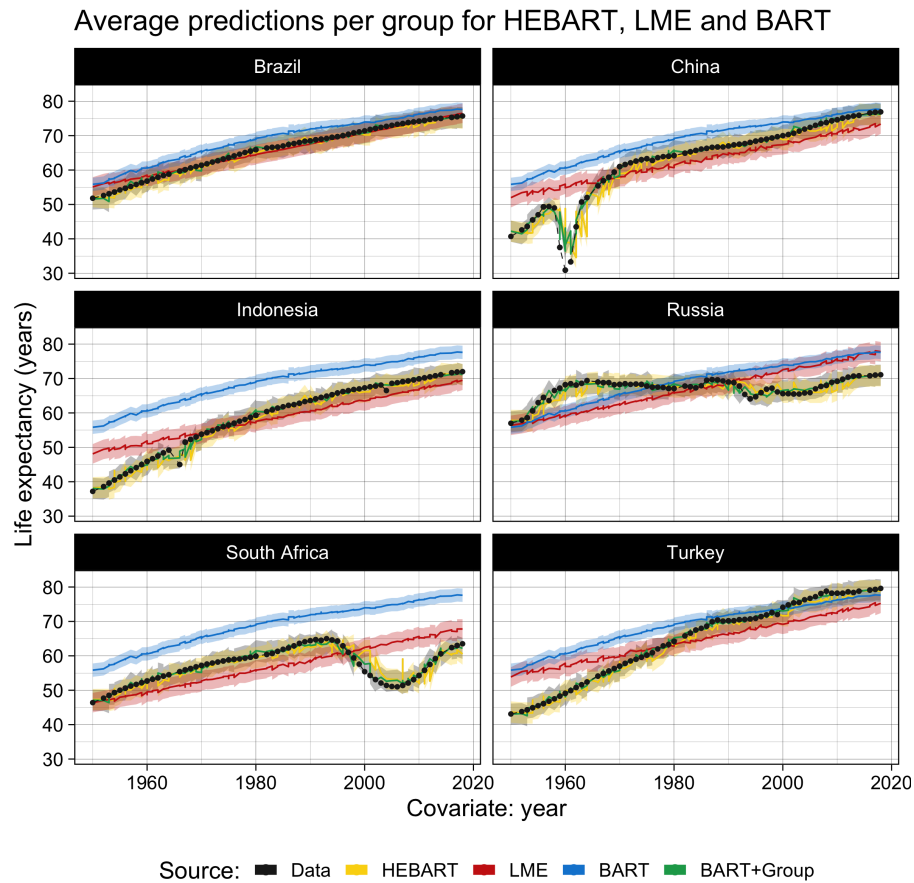 Average predictions per group for HEBART, LME and BART
Brazil
China
80
70
60
50
40
30
Indonesia
Russia
80
70
60
50
40
30
South Africa
Turkey
80
70
60
50
40
30
Life expectancy (years)
1960
1980
2000
2020
1960
1980
2000
2020
Covariate: year
Source: Data HEBART LME BART BART+Group